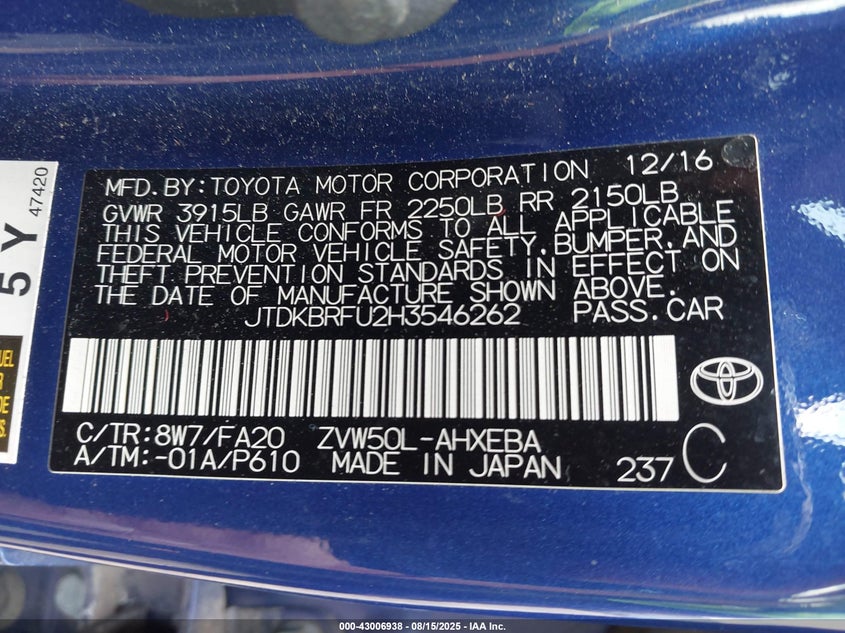 MFD. BY: TOYOTA MOTOR CORPORATION 12/16
GVWR 3915LB GAWR FR 2250LB RR 2150LB
THIS VEHICLE CONFORMS TO ALL APPLICABLE
FEDERAL MOTOR VEHICLE SAFETY, BUMPER, AND
THEFT PREVENTION STANDARDS IN EFFECT ON
THE DATE OF MANUFACTURE SHOWN ABOVE.
JTDKBRFU2H3546262 PASS. CAR
C/TR: 8W7/FA20 ZVW50L-AHXEBA
A/TM: -01A/P610 MADE IN JAPAN 237 C
5 Y
47420
UEL
R
DE
S.
000-43006938 - 08/15/2025 - IAA Inc.